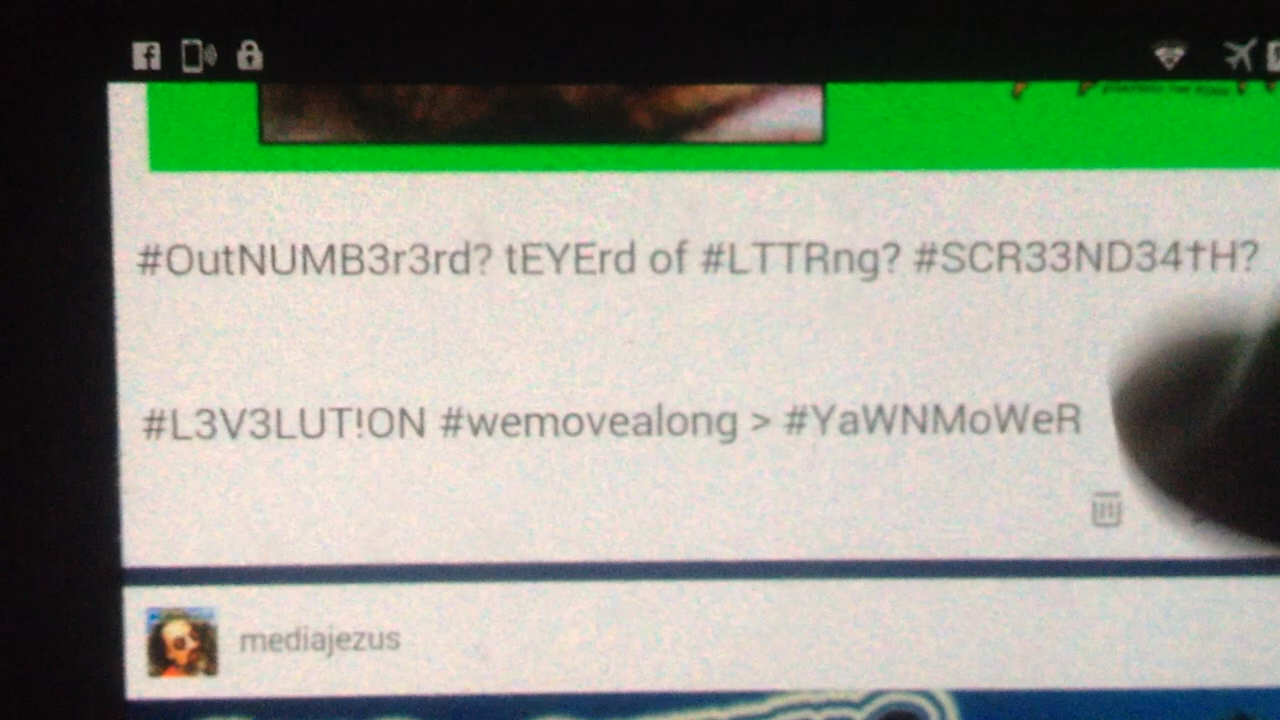 #OutNUMB3r3rd? tEYErd of #LTTRng? #SCR33ND34†H?
#L3V3LUT!ON #wemovealong > #YaWNMoWeR
mediajezus